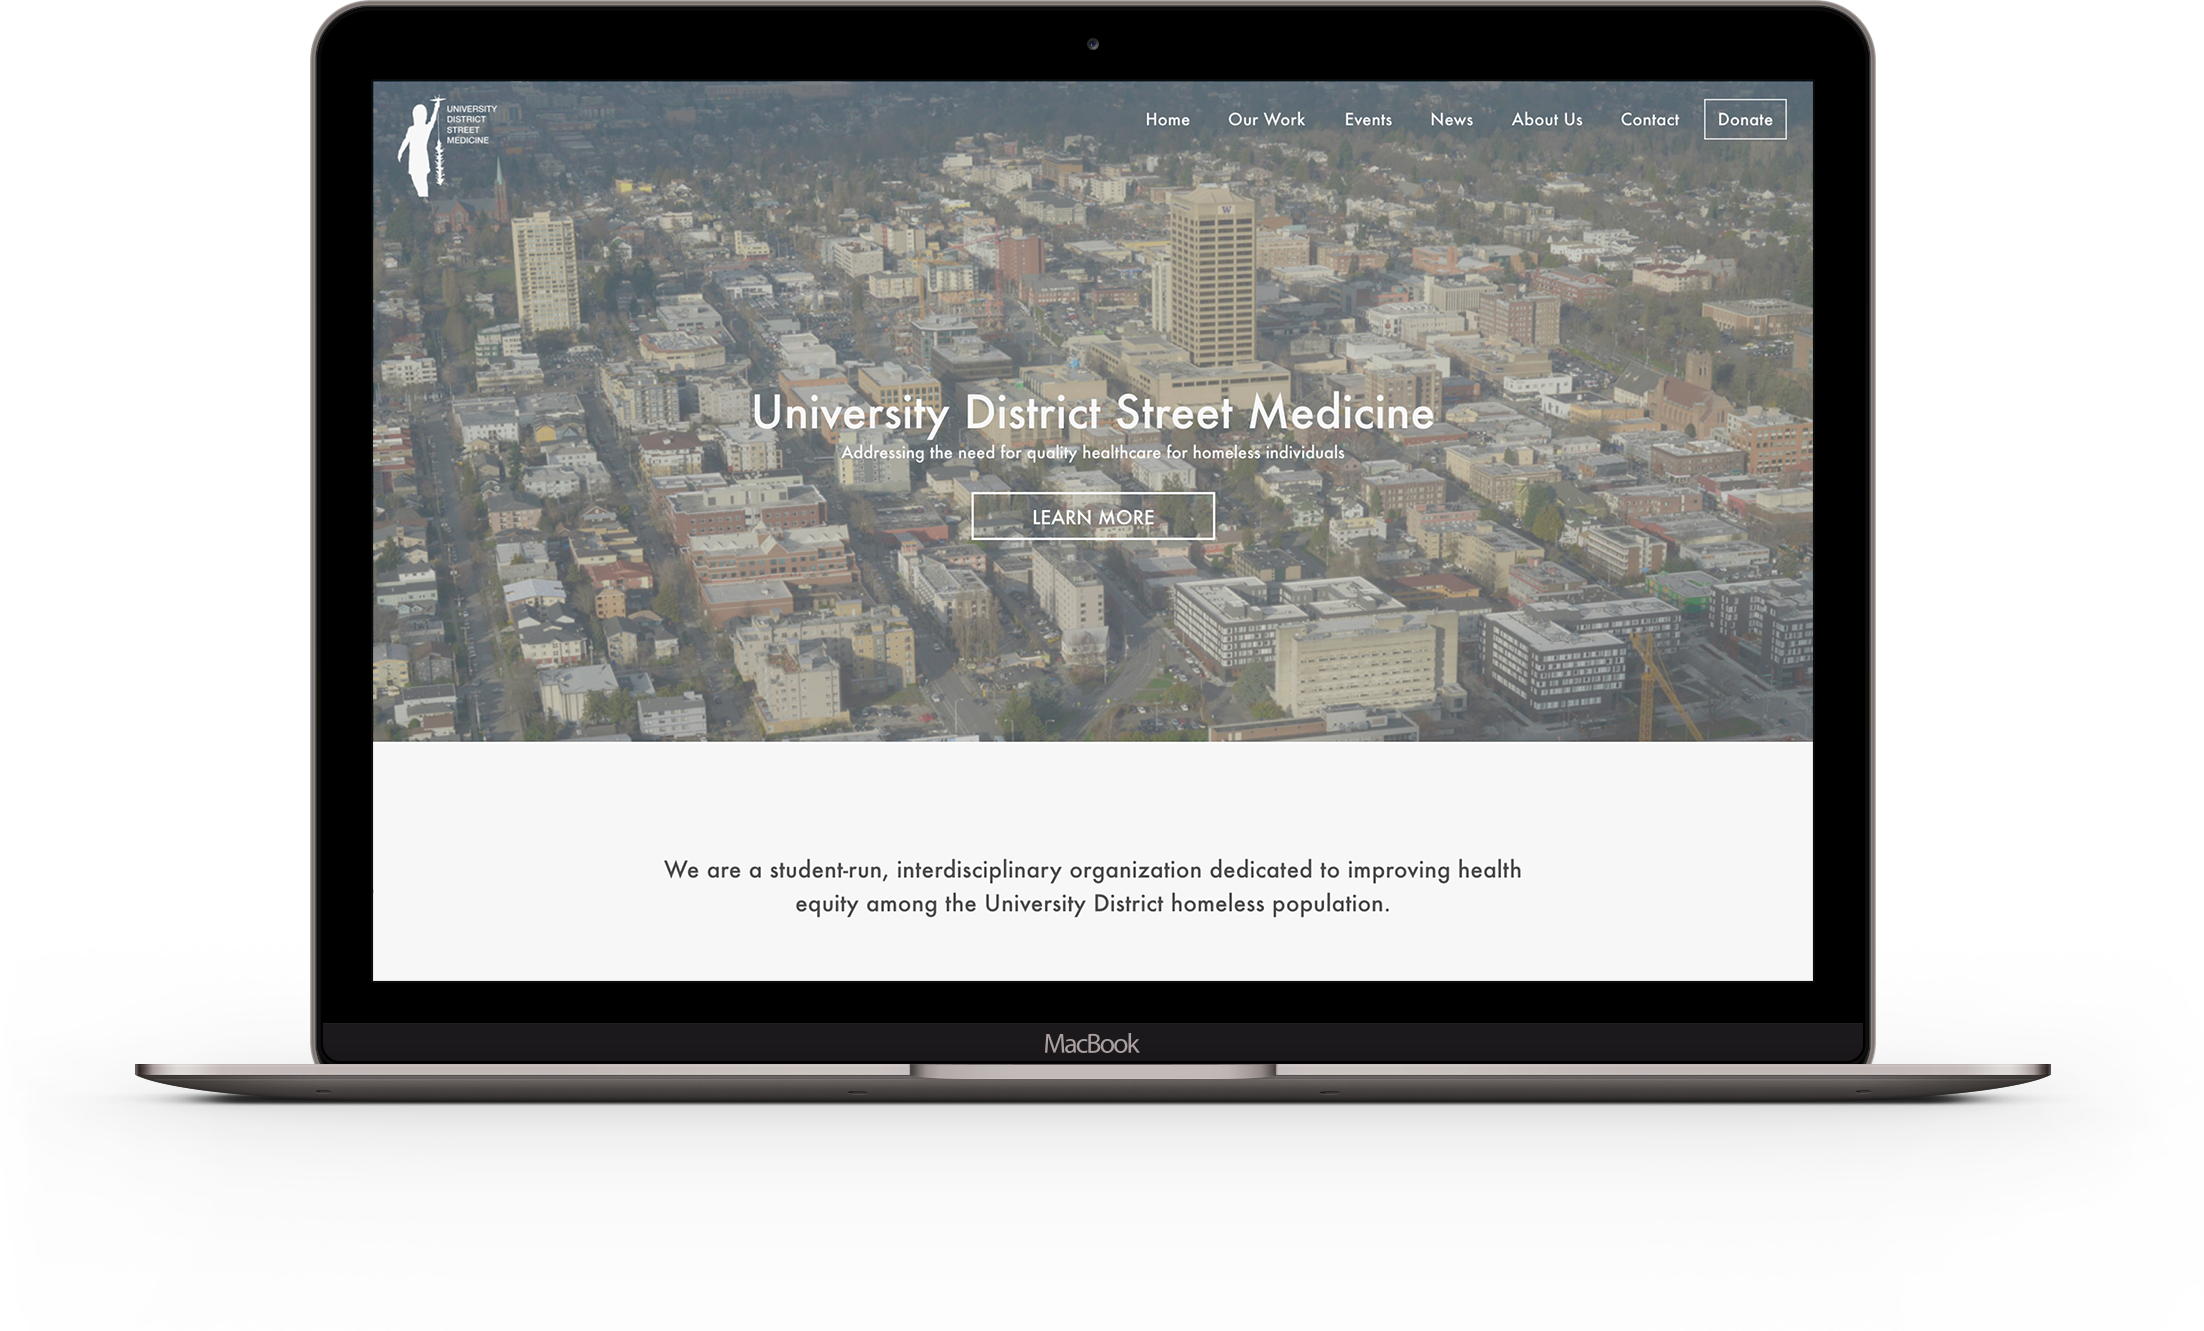 UNIVERSITY
DISTRICT
STREET
MEDICINE
Home Our Work Events News About Us Contact Donate
W
University District Street Medicine
Addressing the need for quality healthcare for homeless individuals
LEARN MORE
We are a student-run, interdisciplinary organization dedicated to improving health
equity among the University District homeless population.
MacBook